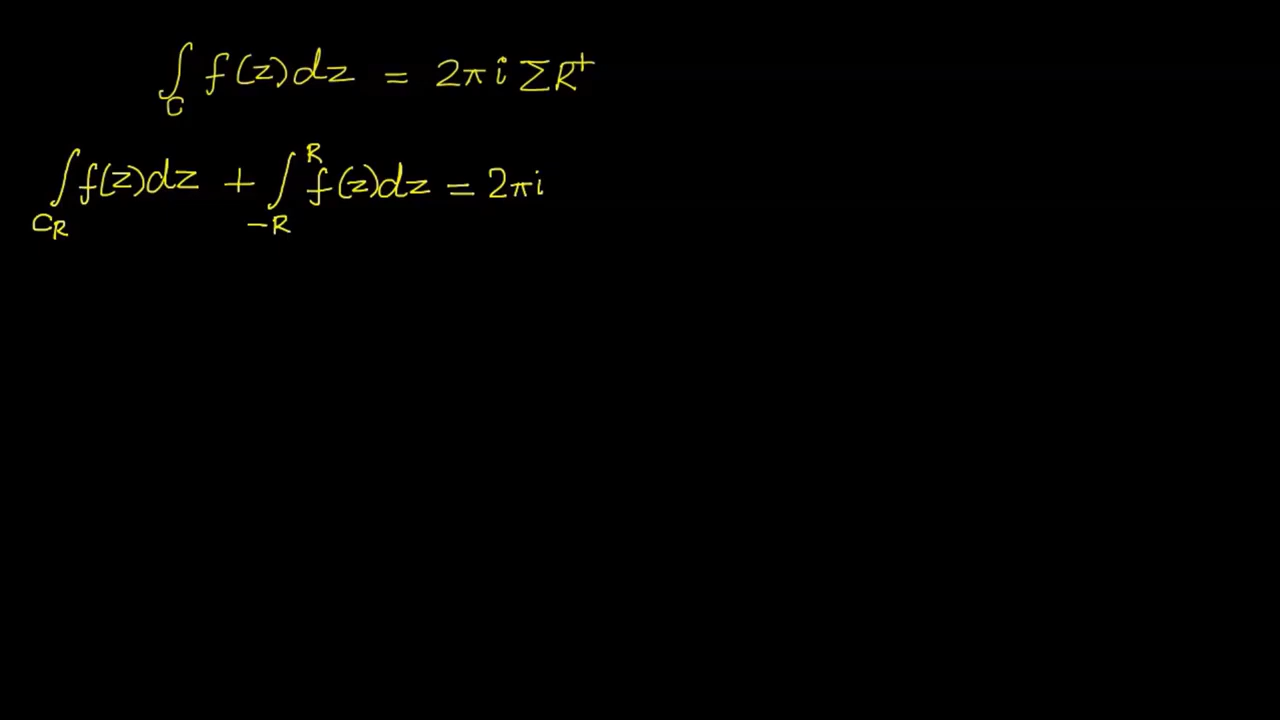 ∫_C f(z)dz = 2πi ΣR⁺
∫_{C_R} f(z)dz + ∫_{-R}^{R} f(z)dz = 2πi